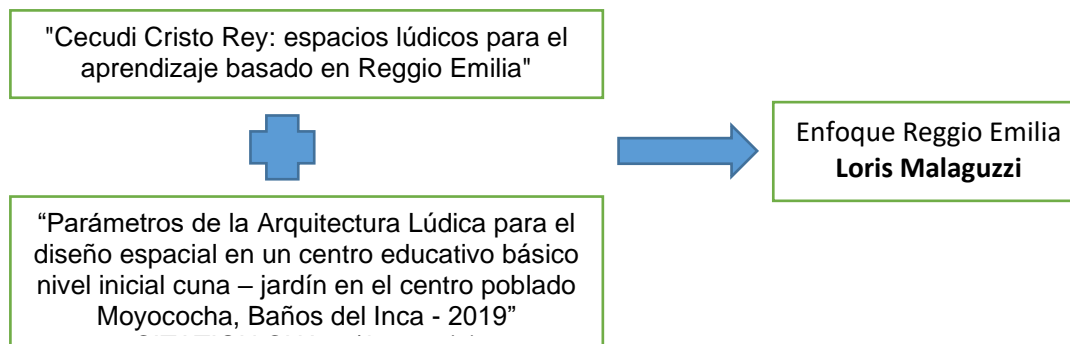 "Cecudi Cristo Rey: espacios lúdicos para el
aprendizaje basado en Reggio Emilia"
Enfoque Reggio Emilia
Loris Malaguzzi
“Parámetros de la Arquitectura Lúdica para el
diseño espacial en un centro educativo básico
nivel inicial cuna – jardín en el centro poblado
Moyococha, Baños del Inca - 2019”